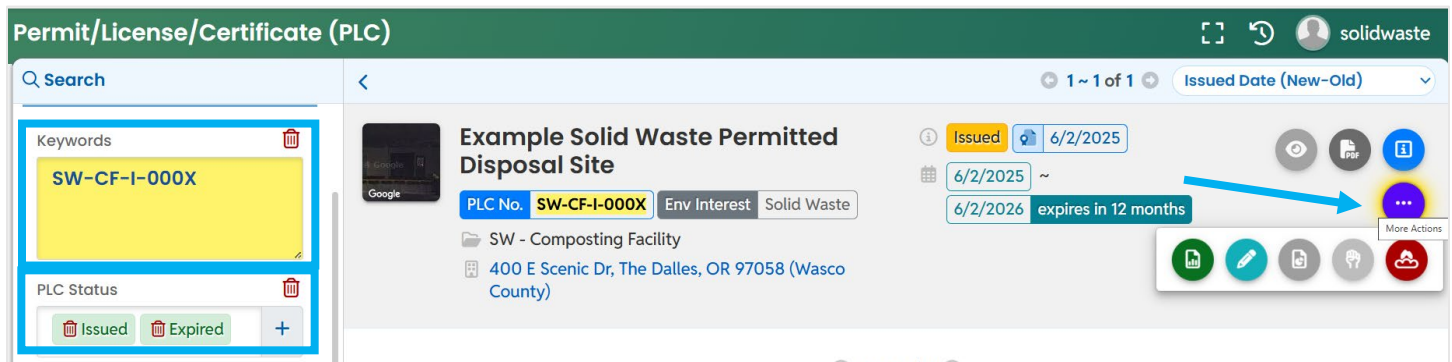 Permit/License/Certificate (PLC)
solidwaste
Search
1 ~ 1 of 1
Issued Date (New-Old)
Keywords
SW-CF-I-000X
PLC Status
Issued
Expired
+
Google
Google
Example Solid Waste Permitted
Disposal Site
PLC No. SW-CF-I-000X Env Interest Solid Waste
SW - Composting Facility
400 E Scenic Dr, The Dalles, OR 97058 (Wasco
County)
Issued 6/2/2025
6/2/2025 ~
6/2/2026 expires in 12 months
PDF
More Actions